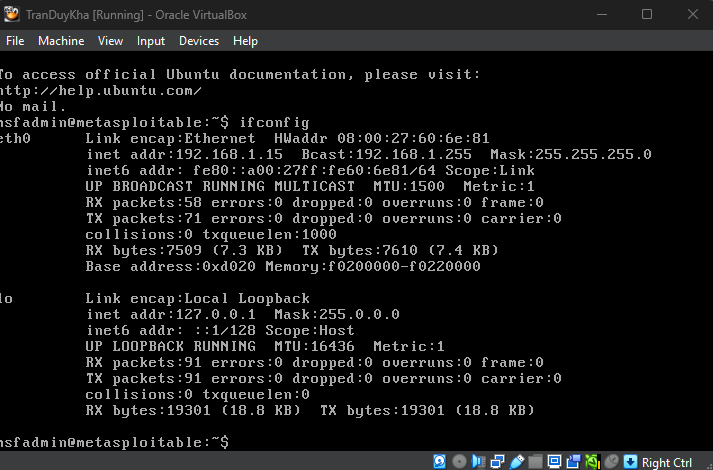 TranDuyKha [Running] - Oracle VirtualBox
File Machine View Input Devices Help
To access official Ubuntu documentation, please visit:
http://help.ubuntu.com/
No mail.
msfadmin@metasploitable:~$ ifconfig
eth0 Link encap:Ethernet HWaddr 08:00:27:60:6e:81
inet addr:192.168.1.15 Bcast:192.168.1.255 Mask:255.255.255.0
inet6 addr: fe80::a00:27ff:fe60:6e81/64 Scope:Link
UP BROADCAST RUNNING MULTICAST MTU:1500 Metric:1
RX packets:58 errors:0 dropped:0 overruns:0 frame:0
TX packets:71 errors:0 dropped:0 overruns:0 carrier:0
collisions:0 txqueuelen:1000
RX bytes:7509 (7.3 KB) TX bytes:7610 (7.4 KB)
Base address:0xd020 Memory:f0200000-f0220000
lo Link encap:Local Loopback
inet addr:127.0.0.1 Mask:255.0.0.0
inet6 addr: ::1/128 Scope:Host
UP LOOPBACK RUNNING MTU:16436 Metric:1
RX packets:91 errors:0 dropped:0 overruns:0 frame:0
TX packets:91 errors:0 dropped:0 overruns:0 carrier:0
collisions:0 txqueuelen:0
RX bytes:19301 (18.8 KB) TX bytes:19301 (18.8 KB)
msfadmin@metasploitable:~$
Right Ctrl